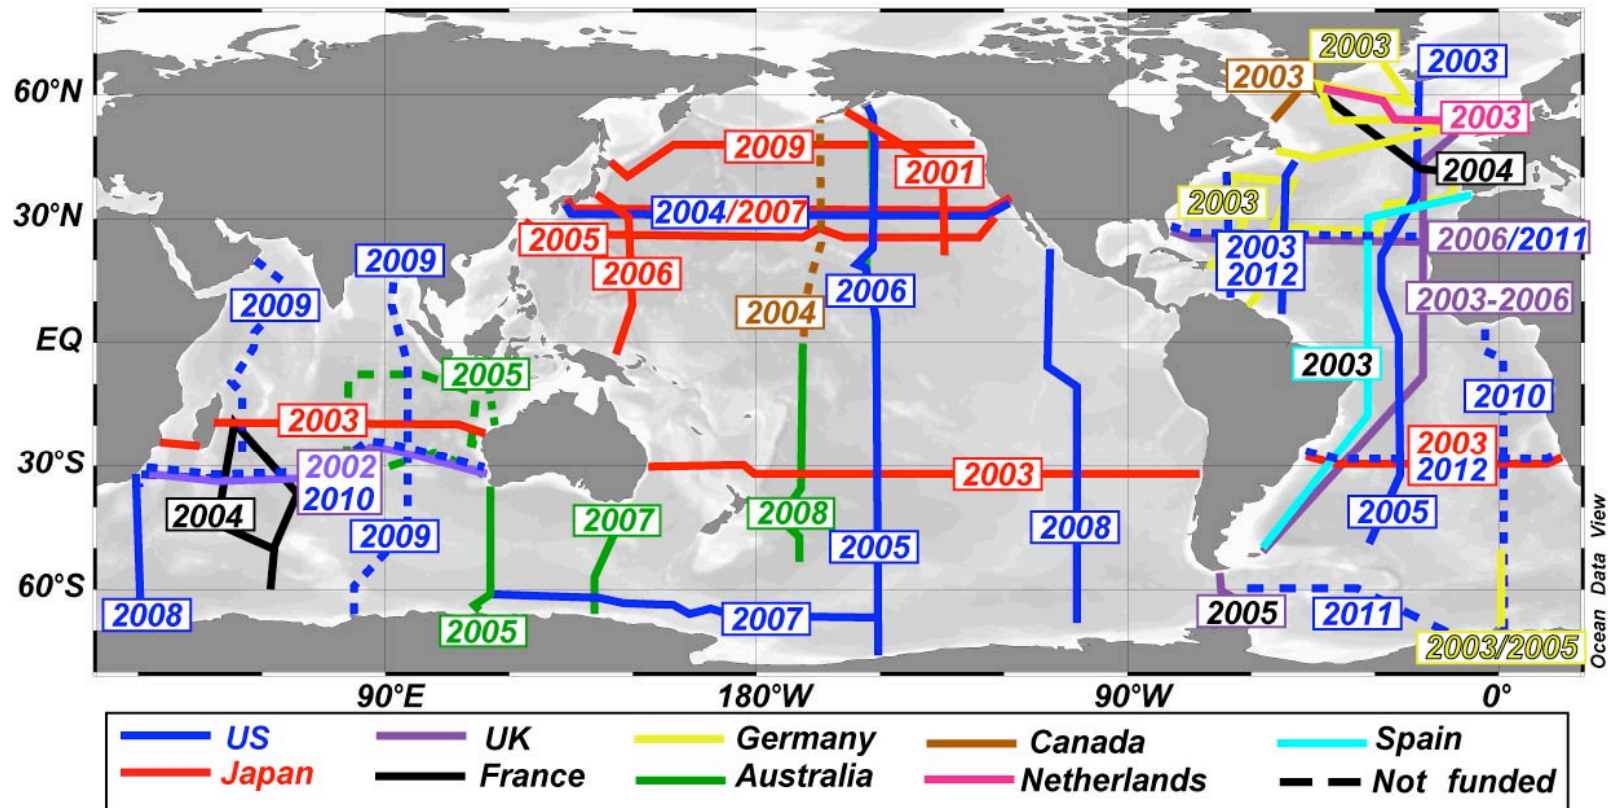 2003
2003
2003
60°N
2003
2009
2001
2004
30°N
2004/2007
2003
2005
2006/2011
2009
2003
2012
2006
2009
2006
2003-2006
2004
EQ
2003
2005
2010
2003
2003
2012
30°S
2002
2010
2003
2004
2007
2008
2005
2009
2005
2008
60°S
2008
2005
2011
2007
2005
2003/2005
Ocean Data View
90°E
180°W
90°W
0°
US
UK
Germany
Canada
Spain
Japan
France
Australia
Netherlands
Not funded